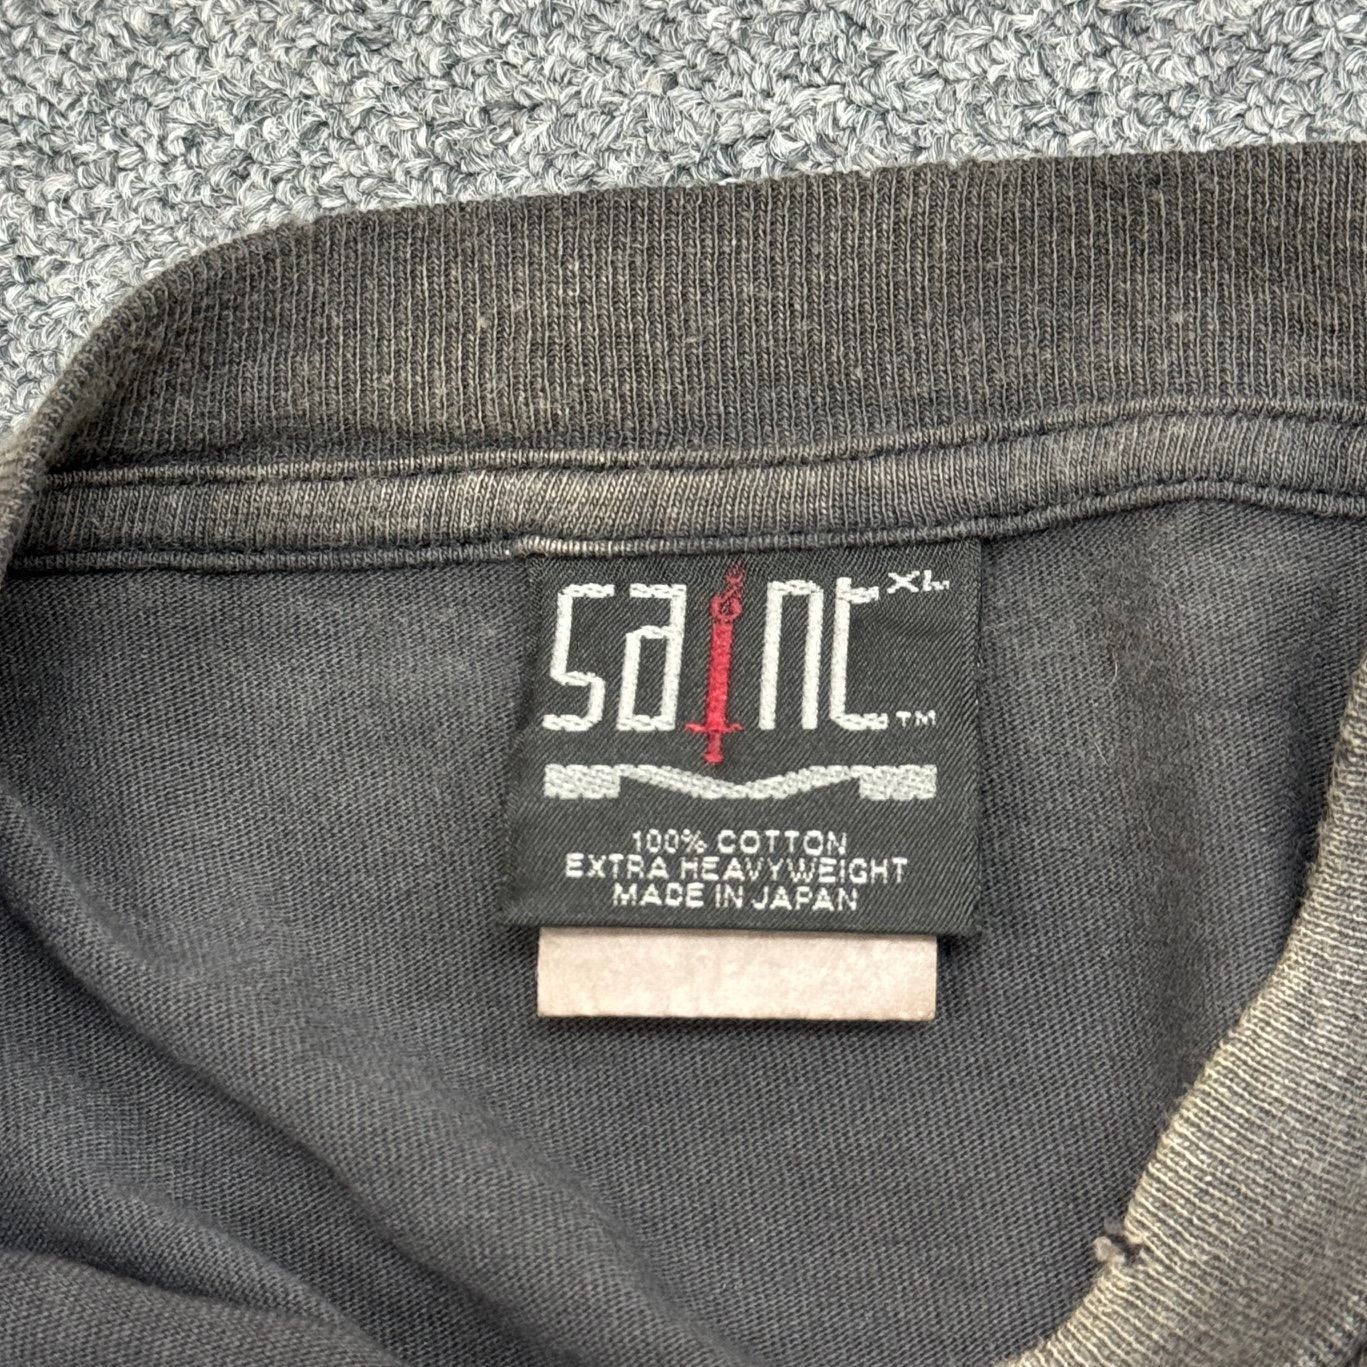 saint XL
TM
100% COTTON
EXTRA HEAVYWEIGHT
MADE IN JAPAN